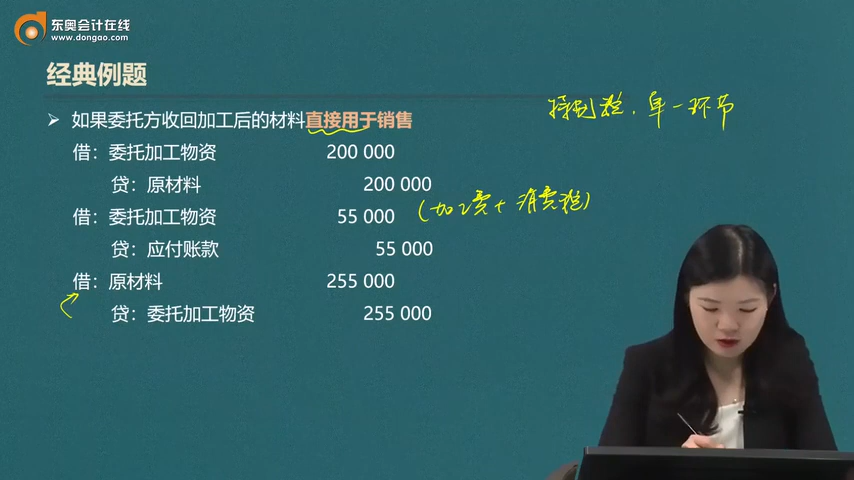 东奥会计在线
www.dongao.com
经典例题
特别税,单一环节
如果委托方收回加工后的材料直接用于销售
借:委托加工物资 200 000
贷:原材料 200 000
借:委托加工物资 55 000 (加工费+消费税)
贷:应付账款 55 000
借:原材料 255 000
贷:委托加工物资 255 000